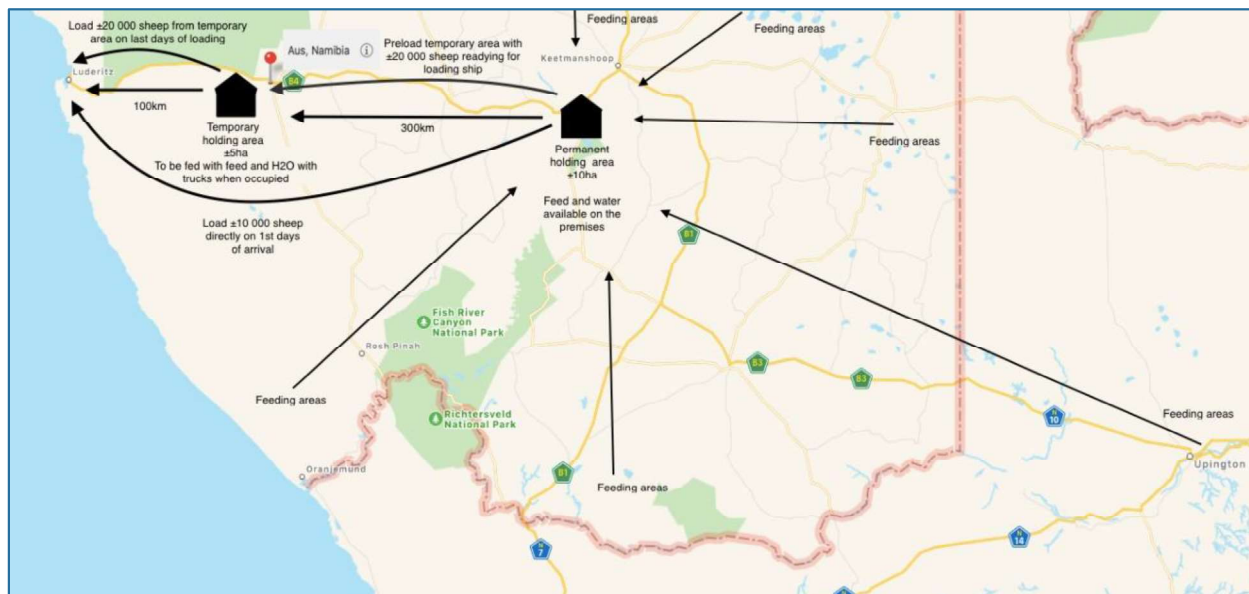 Load ±20 000 sheep from temporary
area on last days of loading
Luderitz
Aus, Namibia
B4
Preload temporary area with
±20 000 sheep readying for
loading ship
Feeding areas
Feeding areas
Keetmanshoop
100km
300km
Temporary
holding area
±5ha
To be fed with feed and H2O with
trucks when occupied
Permanent
holding area
±10ha
Feed and water
available on the
premises
Feeding areas
Load ±10 000 sheep
directly on 1st days
of arrival
B1
Fish River
Canyon
National Park
Rosh Pinah
Feeding areas
Richtersveld
National Park
B3
B3
N
10
Feeding areas
Upington
Oranjemund
B1
Feeding areas
N
7
N
14
N